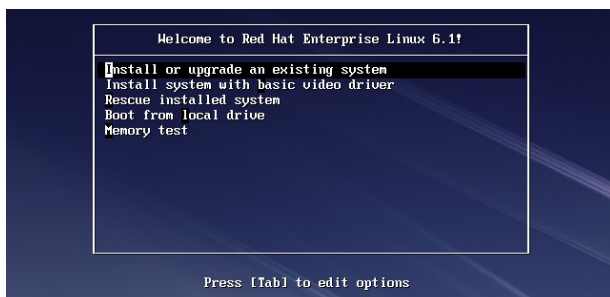 Welcome to Red Hat Enterprise Linux 6.1!
Install or upgrade an existing system
Install system with basic video driver
Rescue installed system
Boot from local drive
Memory test
Press [Tab] to edit options